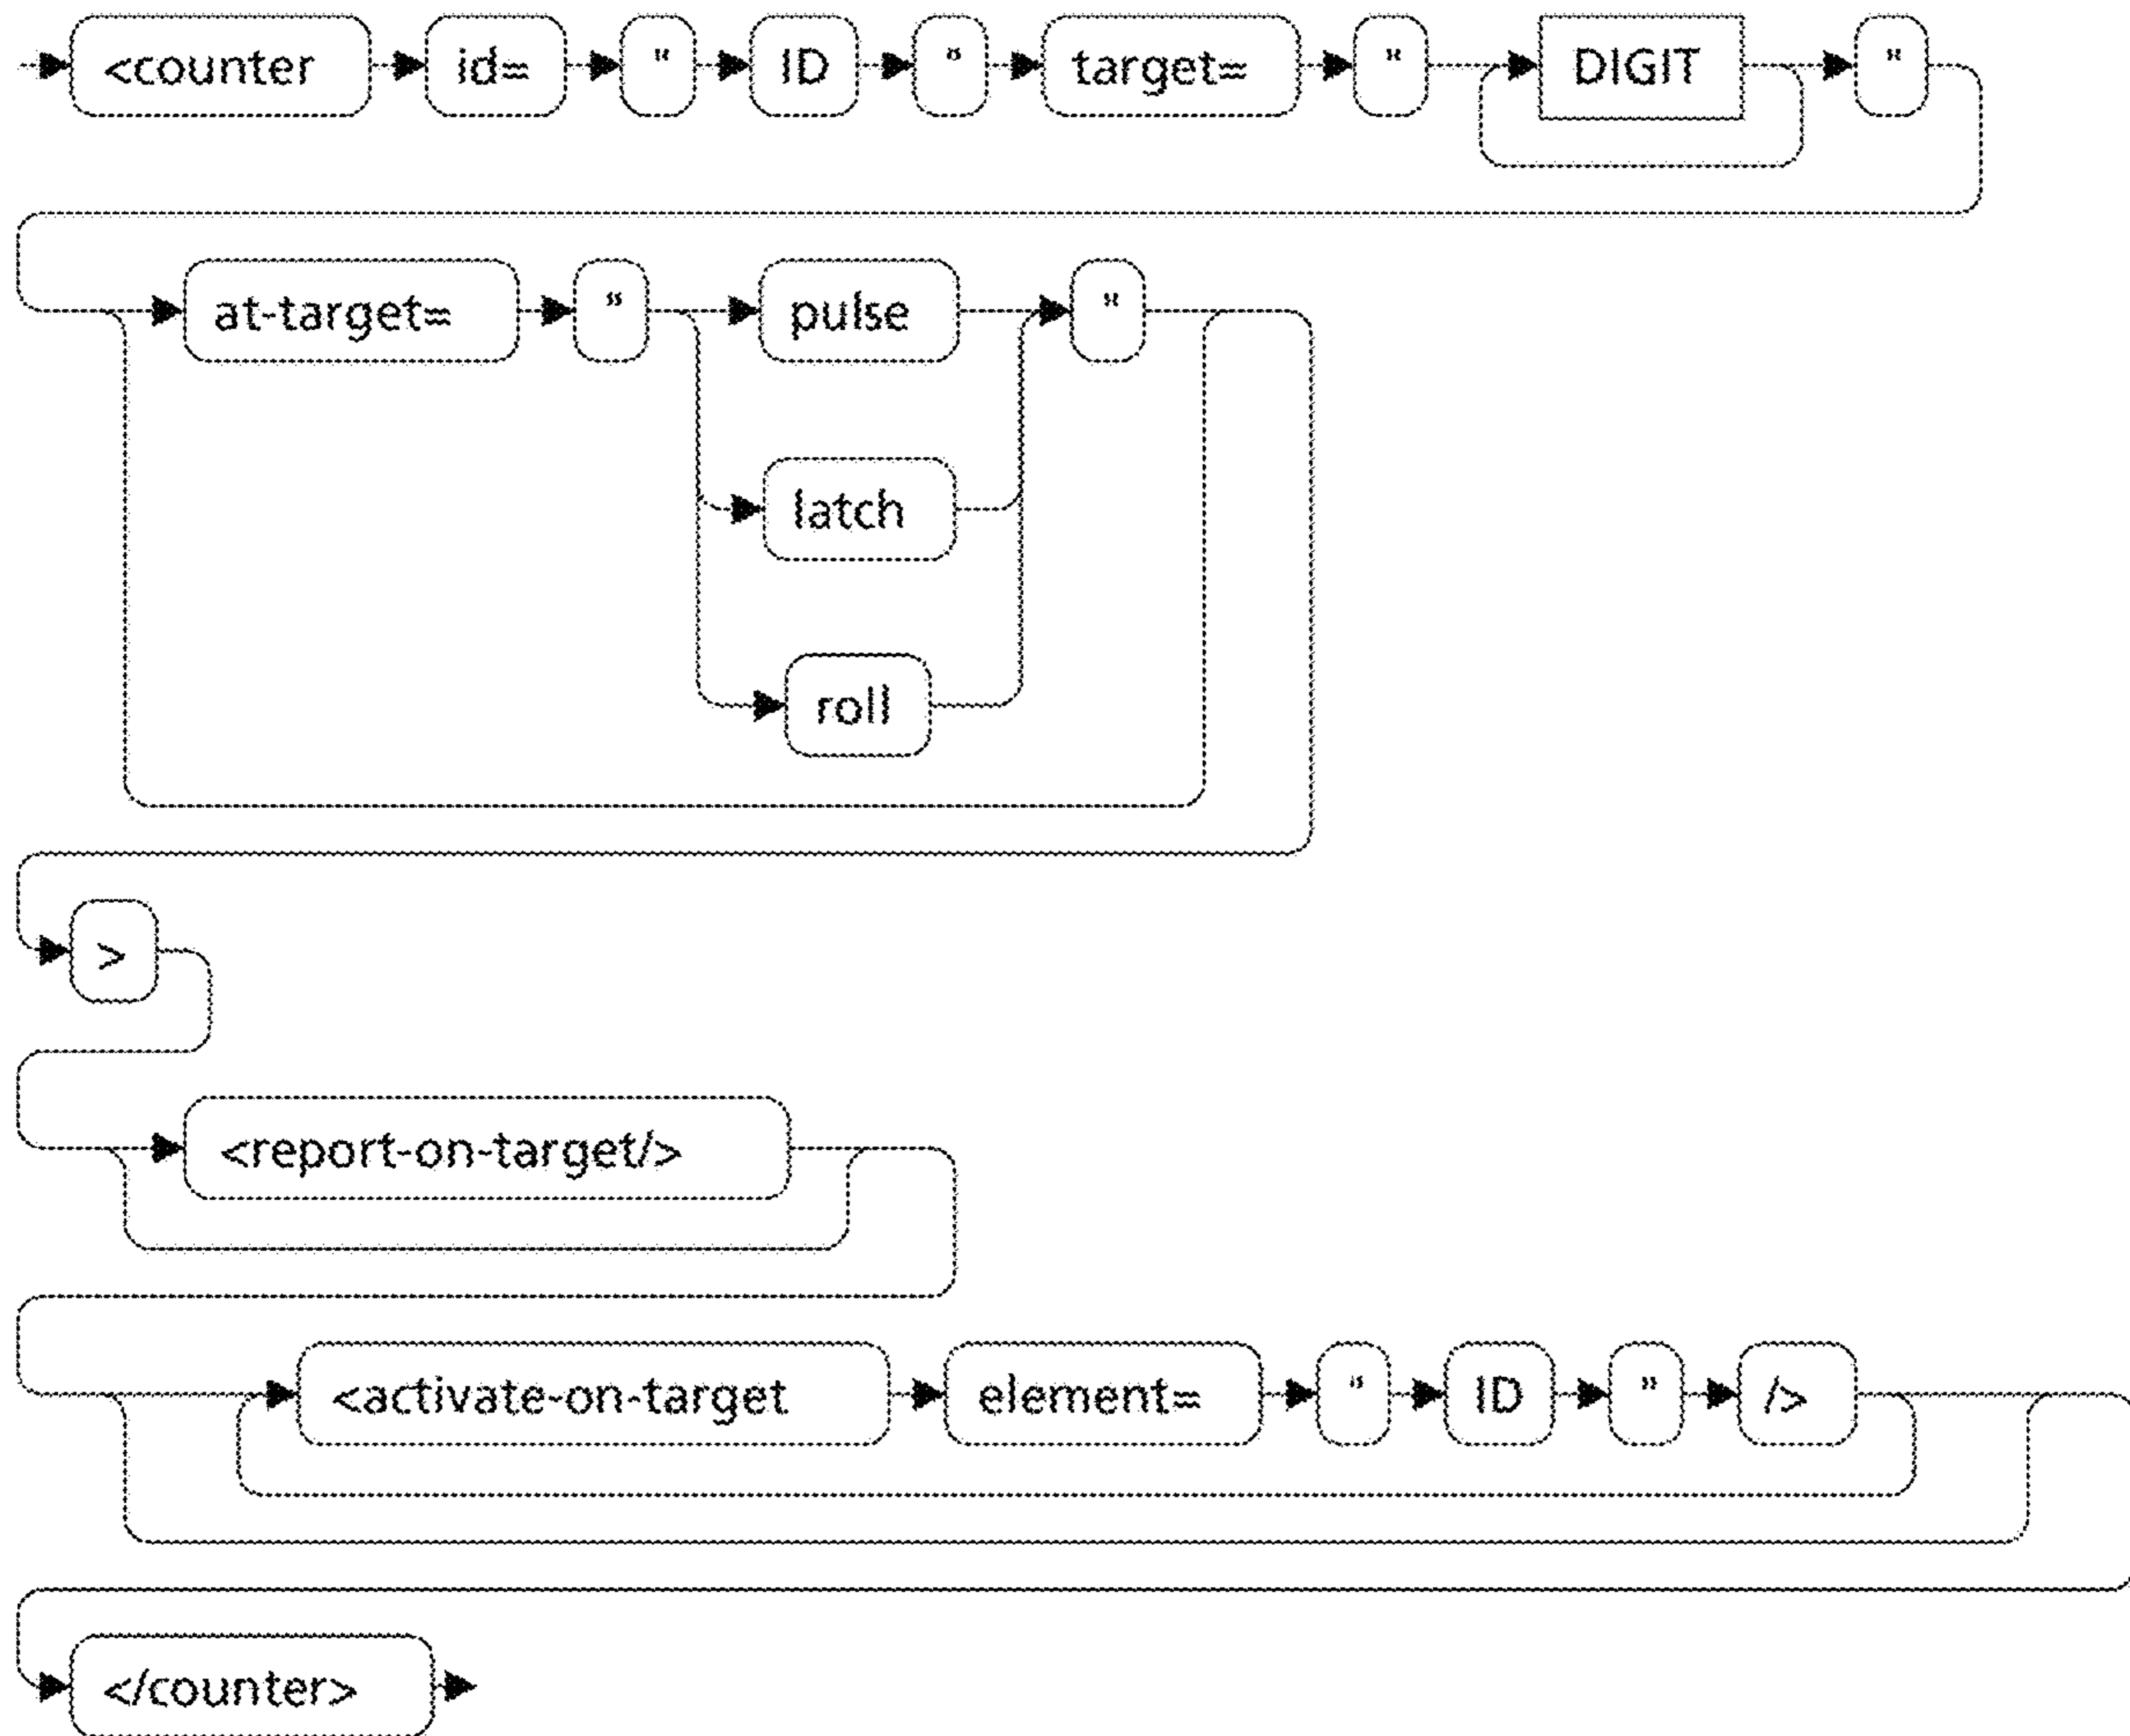 <counter id= " ID " target= " DIGIT "
at-target= " pulse "
latch
roll
>
<report-on-target/>
<activate-on-target element= " ID " />
</counter>